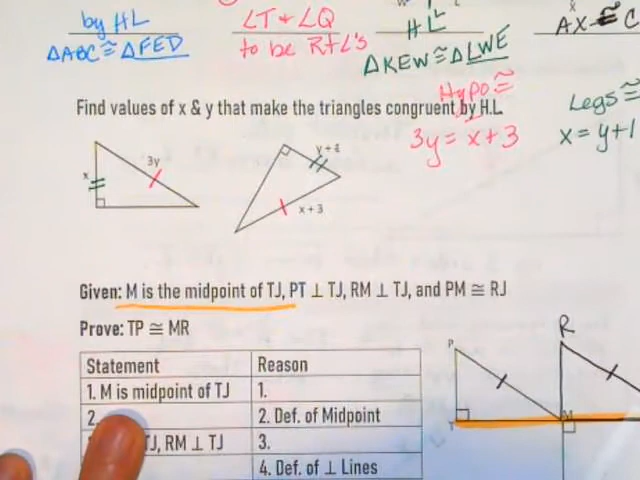 by HL
△ABC ≅ △FED
∠T & ∠Q
to be Rt∠'s
HL
△KEW ≅ △LWE
AX ≅ C
Hypo ≅
Find values of x & y that make the triangles congruent by H.L.
3y = x + 3
Legs ≅
x = y + 1
x
3y
x + 3
Given: M is the midpoint of TJ, PT ⊥ TJ, RM ⊥ TJ, and PM ≅ RJ
Prove: TP ≅ MR
Statement Reason
1. M is midpoint of TJ 1.
2. 2. Def. of Midpoint
TJ, RM ⊥ TJ 3.
4. Def. of ⊥ Lines
P
R
T
M